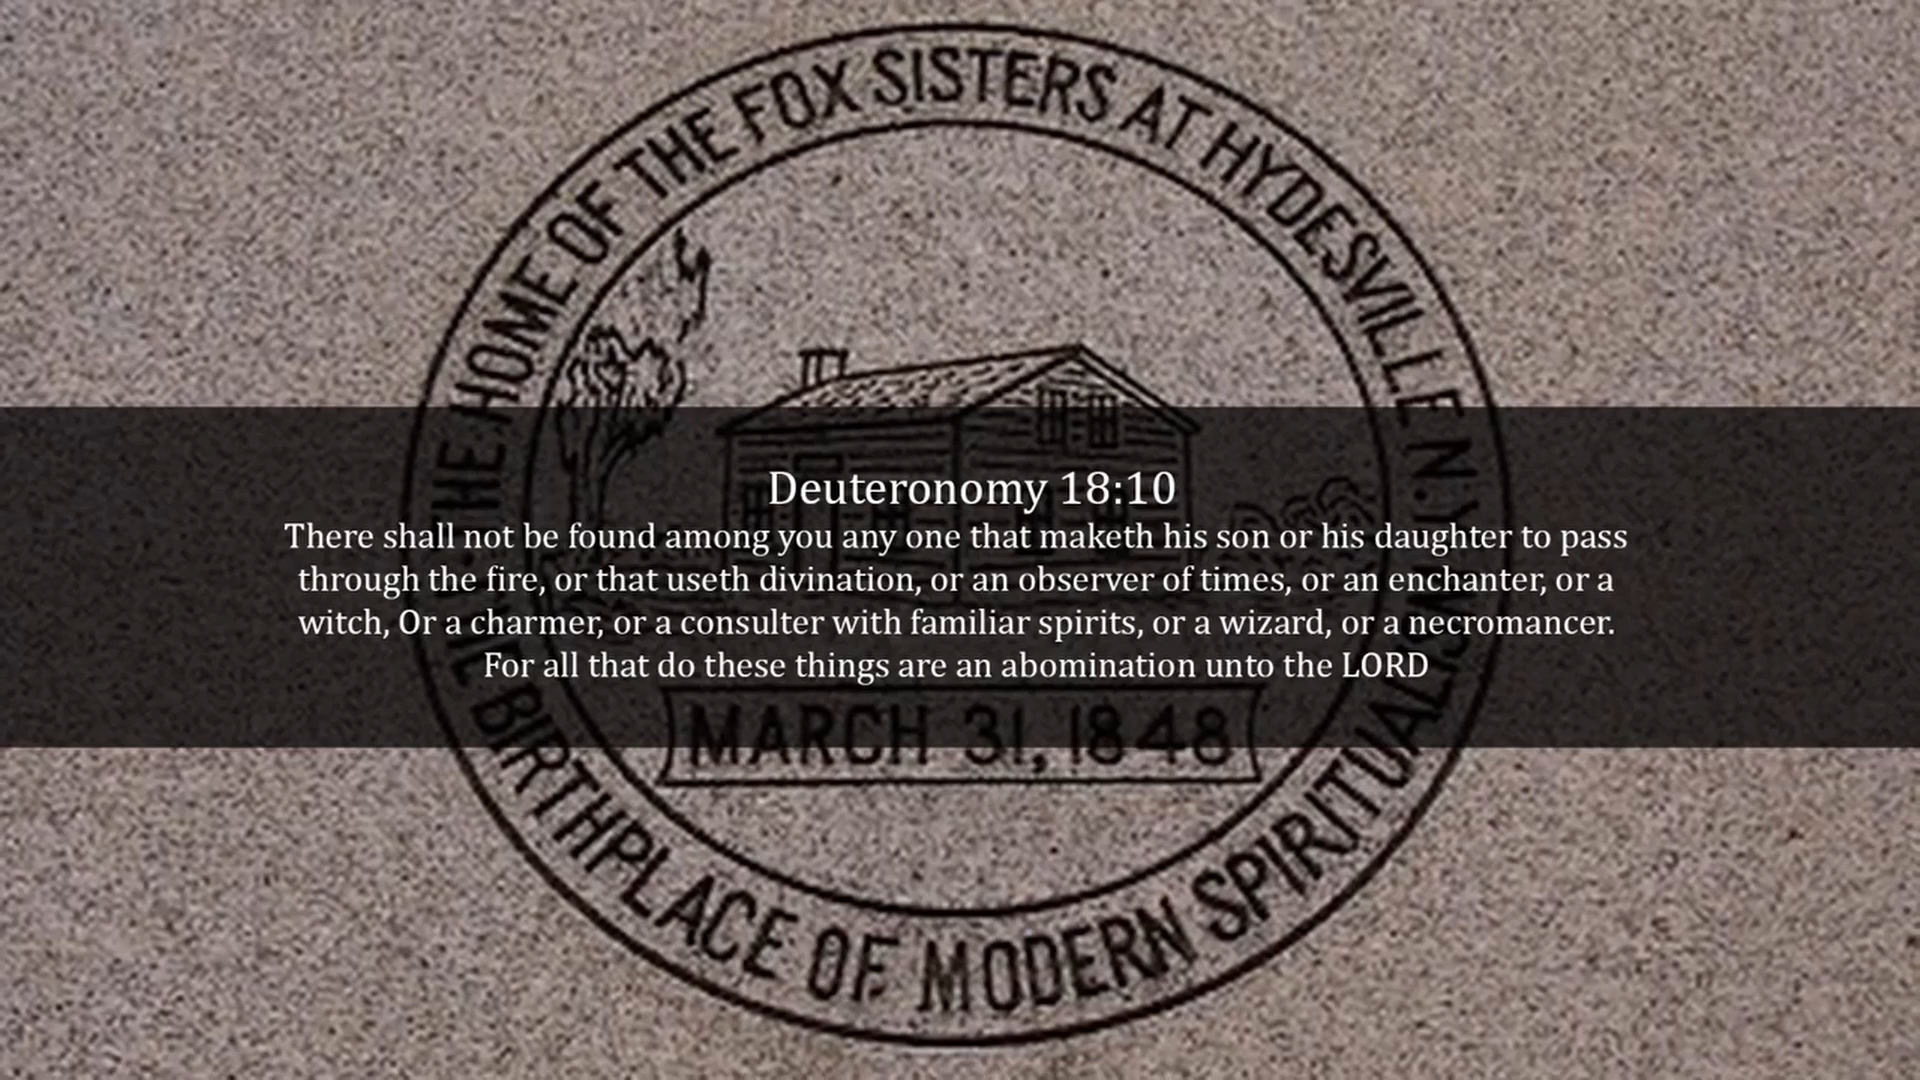 THE HOME OF THE FOX SISTERS AT HYDESVILLE N.Y.
Deuteronomy 18:10
There shall not be found among you any one that maketh his son or his daughter to pass
through the fire, or that useth divination, or an observer of times, or an enchanter, or a
witch, Or a charmer, or a consulter with familiar spirits, or a wizard, or a necromancer.
For all that do these things are an abomination unto the LORD
MARCH 31, 1848
THE BIRTHPLACE OF MODERN SPIRITUALISM